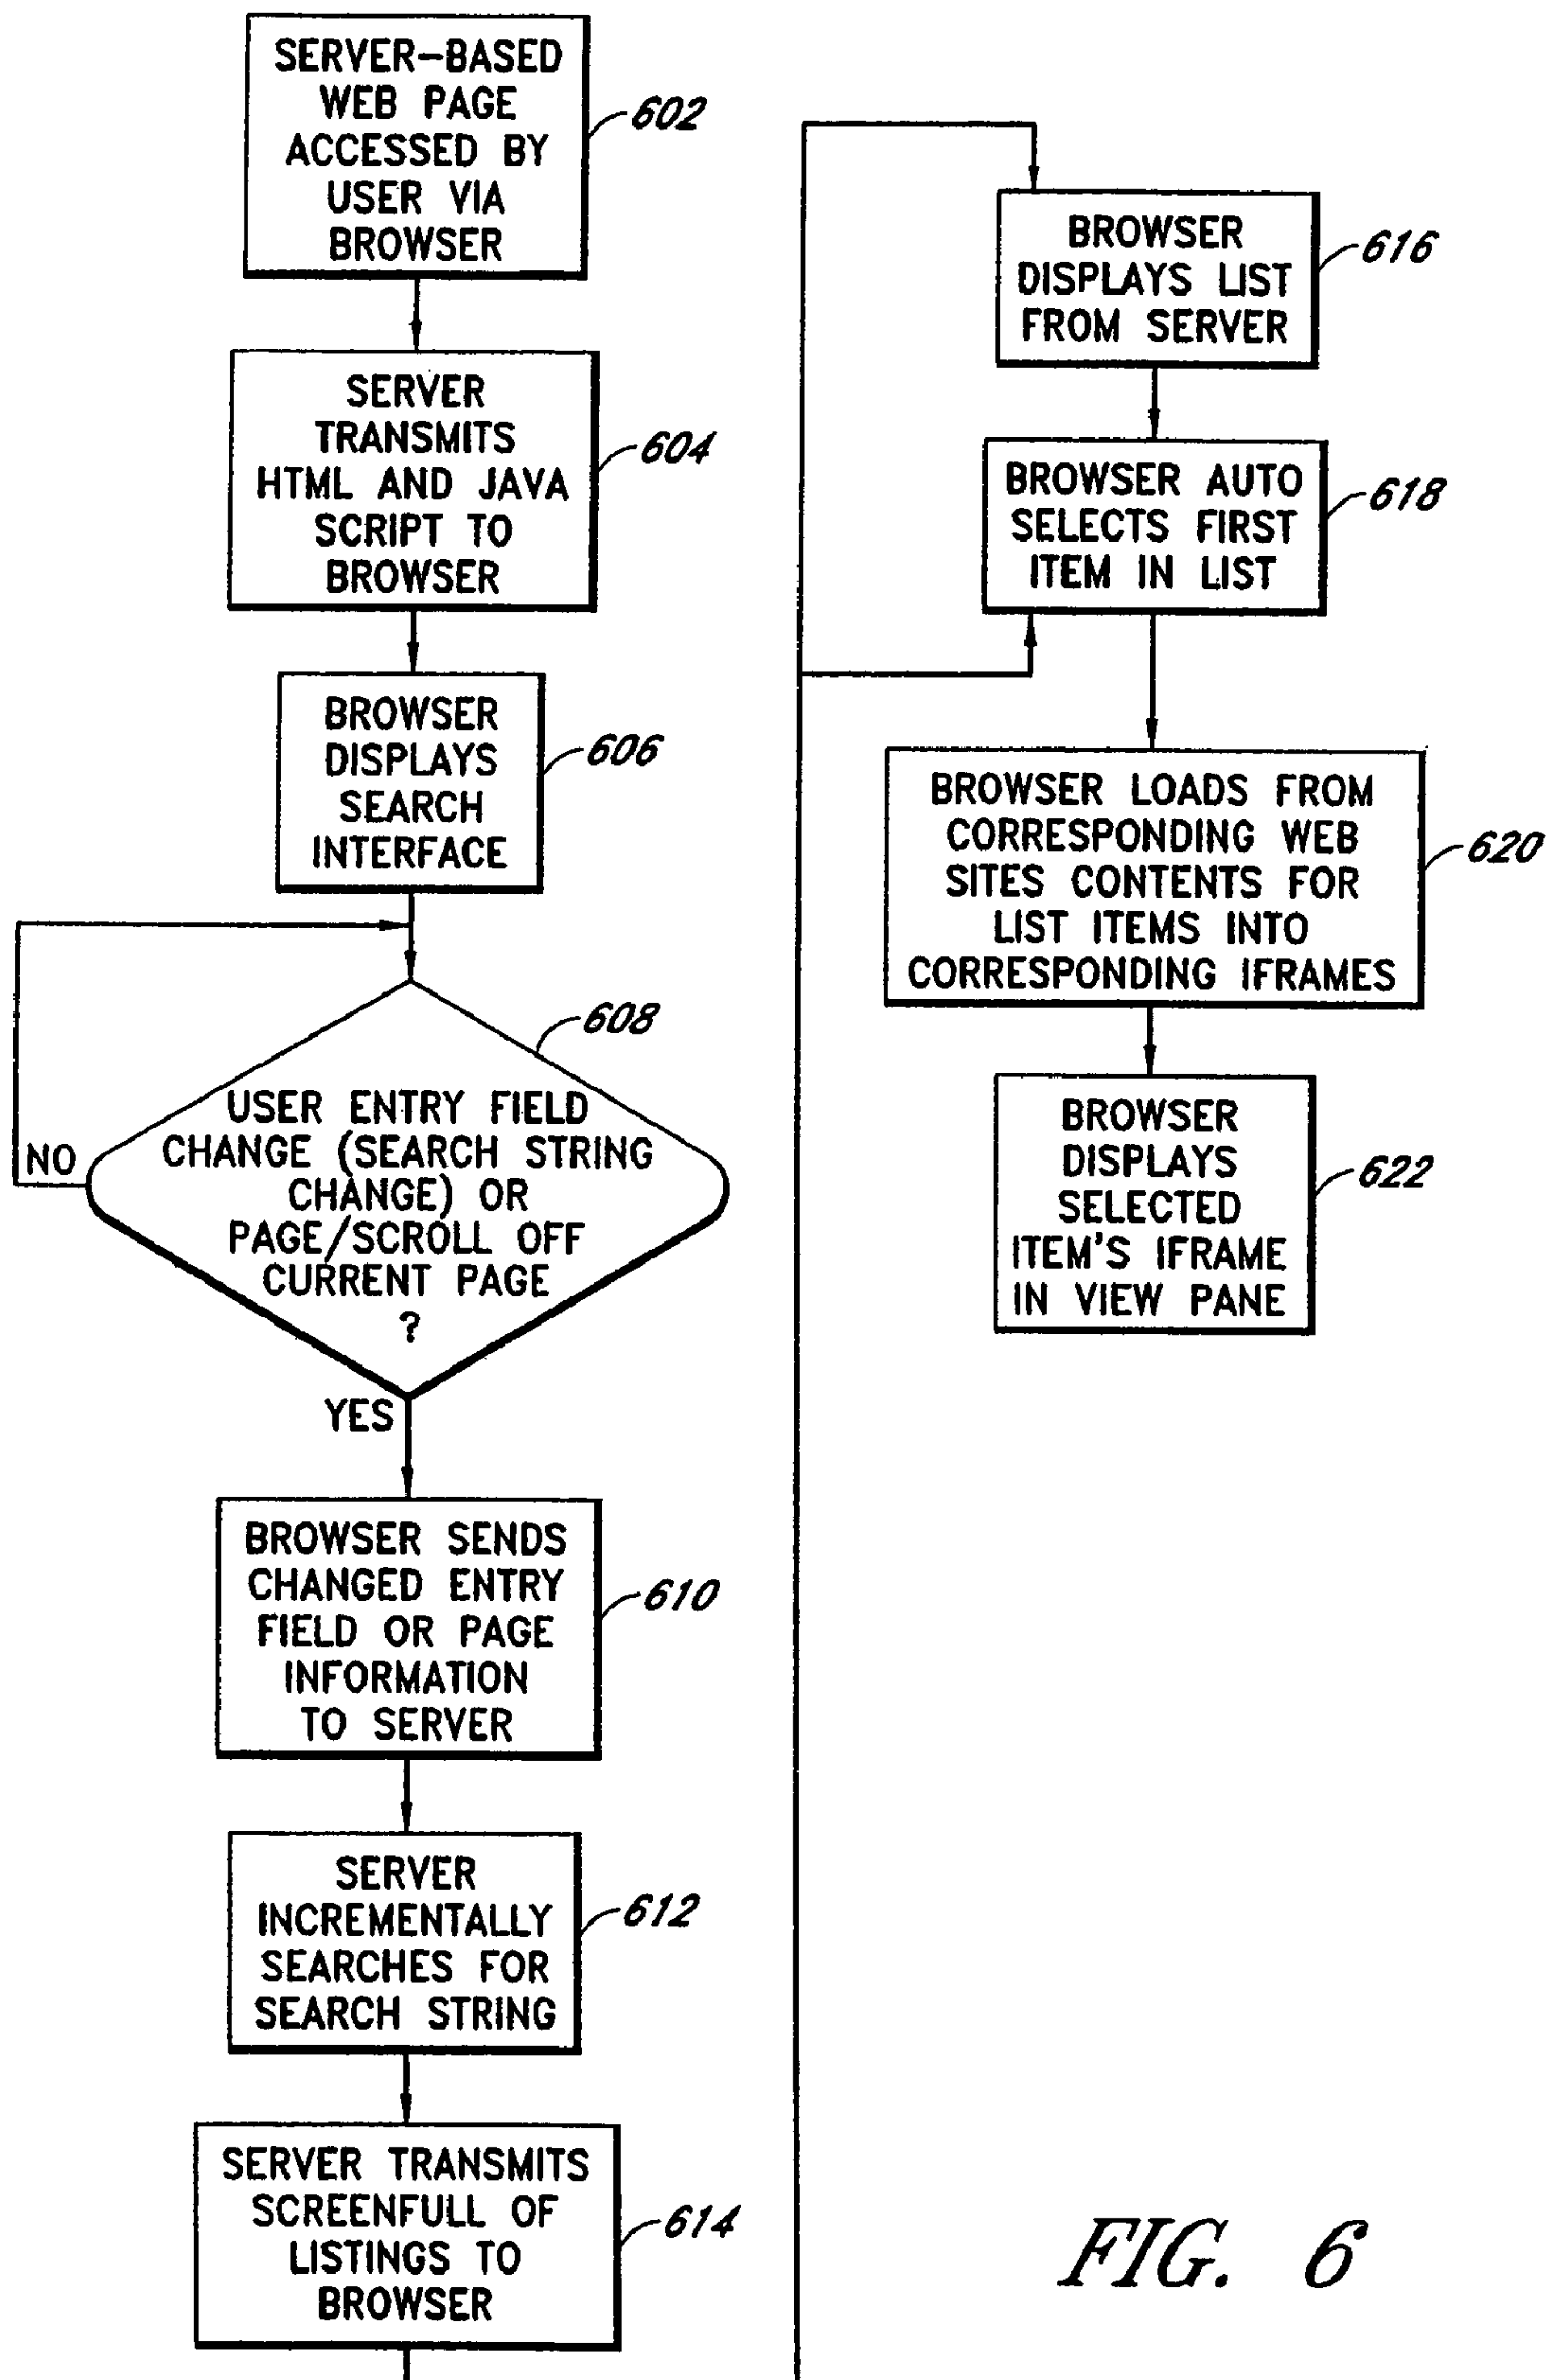 SERVER-BASED
WEB PAGE
ACCESSED BY
USER VIA
BROWSER
602
SERVER
TRANSMITS
HTML AND JAVA
SCRIPT TO
BROWSER
604
BROWSER
DISPLAYS
SEARCH
INTERFACE
606
608
USER ENTRY FIELD
CHANGE (SEARCH STRING
CHANGE) OR
PAGE/SCROLL OFF
CURRENT PAGE
?
NO
YES
BROWSER SENDS
CHANGED ENTRY
FIELD OR PAGE
INFORMATION
TO SERVER
610
SERVER
INCREMENTALLY
SEARCHES FOR
SEARCH STRING
612
SERVER TRANSMITS
SCREENFULL OF
LISTINGS TO
BROWSER
614
BROWSER
DISPLAYS LIST
FROM SERVER
616
BROWSER AUTO
SELECTS FIRST
ITEM IN LIST
618
BROWSER LOADS FROM
CORRESPONDING WEB
SITES CONTENTS FOR
LIST ITEMS INTO
CORRESPONDING IFRAMES
620
BROWSER
DISPLAYS
SELECTED
ITEM'S IFRAME
IN VIEW PANE
622
FIG. 6